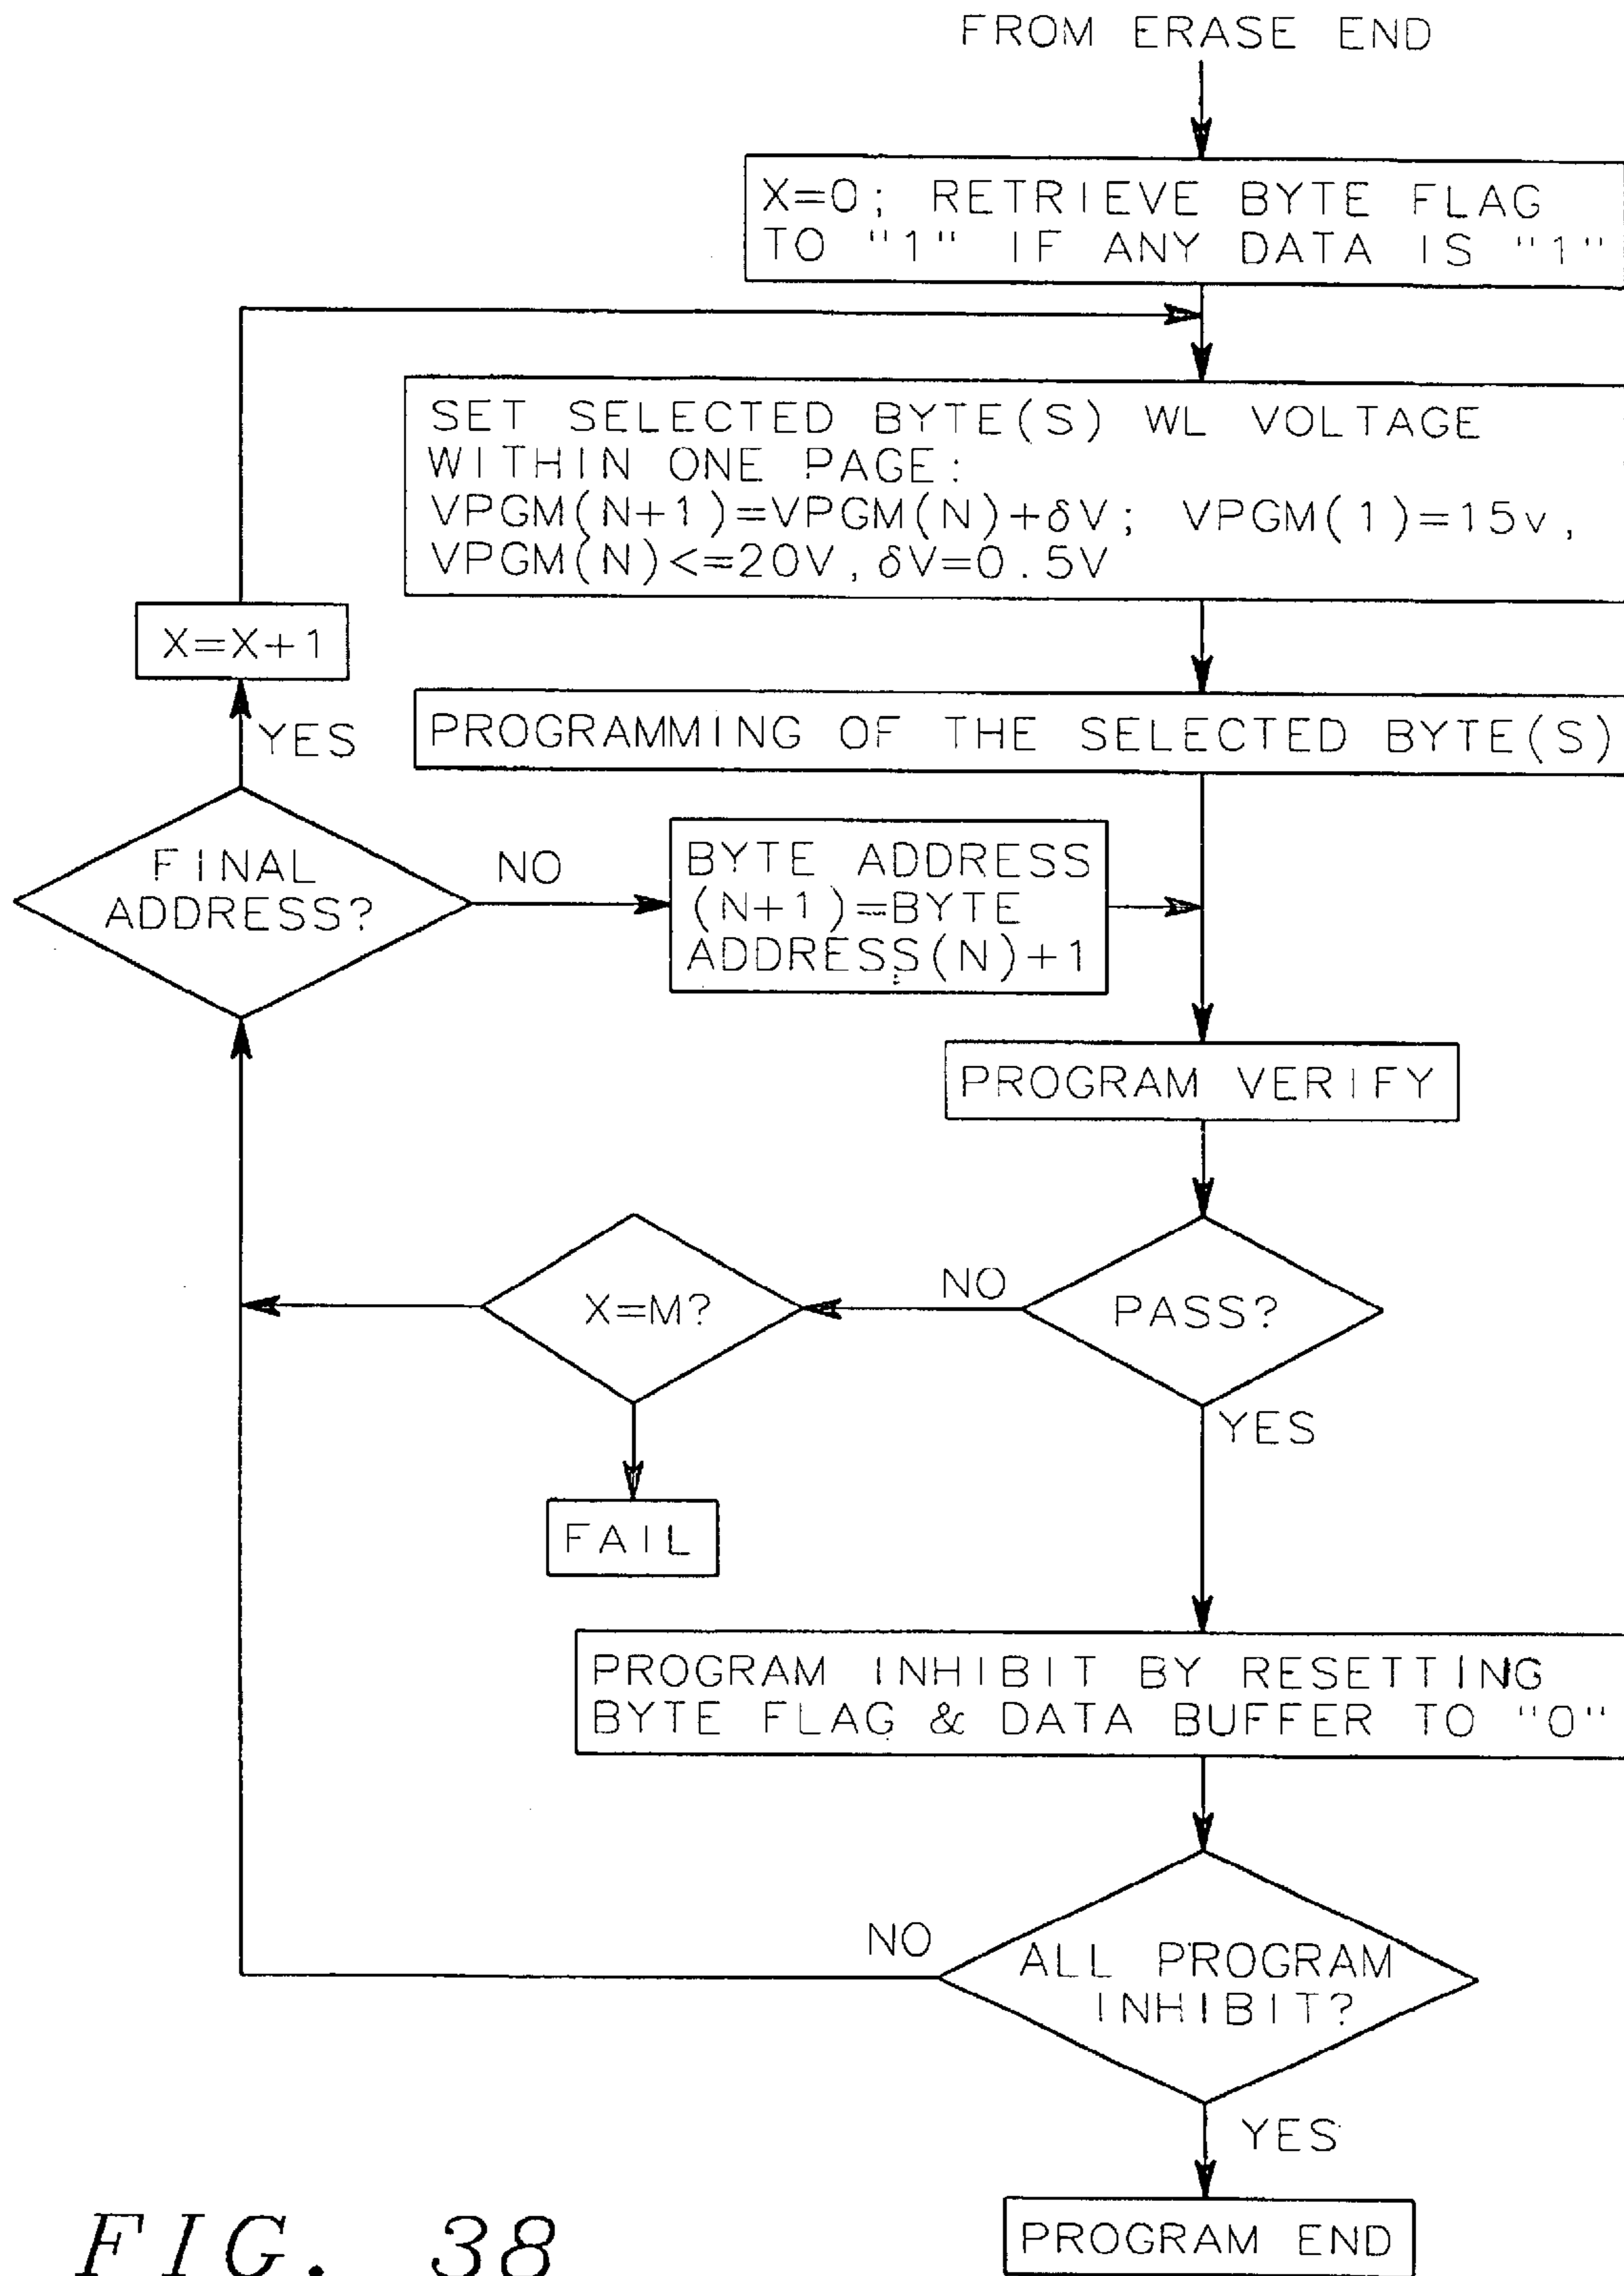 FROM ERASE END
X=0; RETRIEVE BYTE FLAG
TO "1" IF ANY DATA IS "1"
SET SELECTED BYTE(S) WL VOLTAGE
WITHIN ONE PAGE:
VPGM(N+1)=VPGM(N)+δV; VPGM(1)=15v,
VPGM(N)<=20V, δV=0.5V
X=X+1
YES
PROGRAMMING OF THE SELECTED BYTE(S)
FINAL
ADDRESS?
NO
BYTE ADDRESS
(N+1)=BYTE
ADDRESS(N)+1
PROGRAM VERIFY
X=M?
NO
PASS?
YES
FAIL
PROGRAM INHIBIT BY RESETTING
BYTE FLAG & DATA BUFFER TO "0"
NO
ALL PROGRAM
INHIBIT?
YES
PROGRAM END
FIG. 38